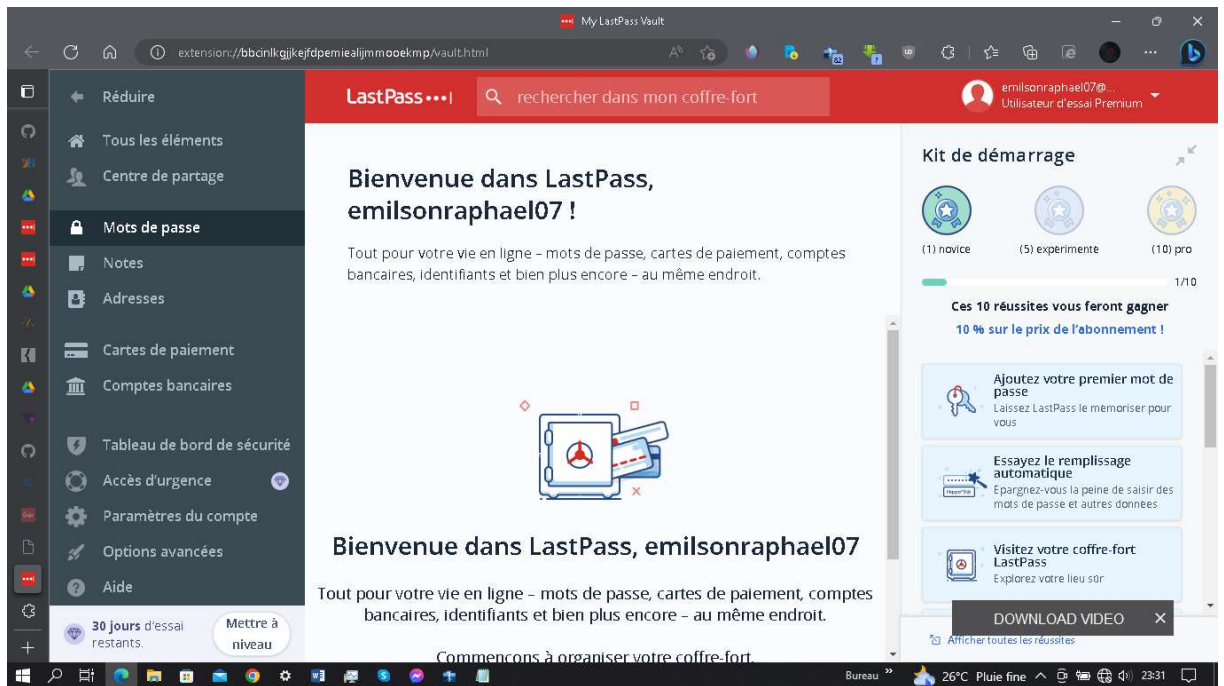 My LastPass Vault
extension://bbcinlkgjjkejfdpemiealijmmooekmp/vault.html
Réduire
Tous les éléments
Centre de partage
Mots de passe
Notes
Adresses
Cartes de paiement
Comptes bancaires
Tableau de bord de sécurité
Accès d'urgence
Paramètres du compte
Options avancées
Aide
30 jours d'essai
restants.
Mettre à
niveau
LastPass
rechercher dans mon coffre-fort
emilsonraphael07@...
Utilisateur d'essai Premium
Bienvenue dans LastPass,
emilsonraphael07 !
Tout pour votre vie en ligne – mots de passe, cartes de paiement, comptes
bancaires, identifiants et bien plus encore – au même endroit.
Bienvenue dans LastPass, emilsonraphael07
Tout pour votre vie en ligne – mots de passe, cartes de paiement, comptes
bancaires, identifiants et bien plus encore – au même endroit.
Commençons à organiser votre coffre-fort.
Kit de démarrage
(1) novice (5) expérimenté (10) pro
1/10
Ces 10 réussites vous feront gagner
10 % sur le prix de l'abonnement !
Ajoutez votre premier mot de
passe
Laissez LastPass le mémoriser pour
vous
Essayez le remplissage
automatique
Épargnez-vous la peine de saisir des
mots de passe et autres données
Visitez votre coffre-fort
LastPass
Explorez votre lieu sûr
DOWNLOAD VIDEO
Afficher toutes les réussites
Bureau
26°C Pluie fine
23:31